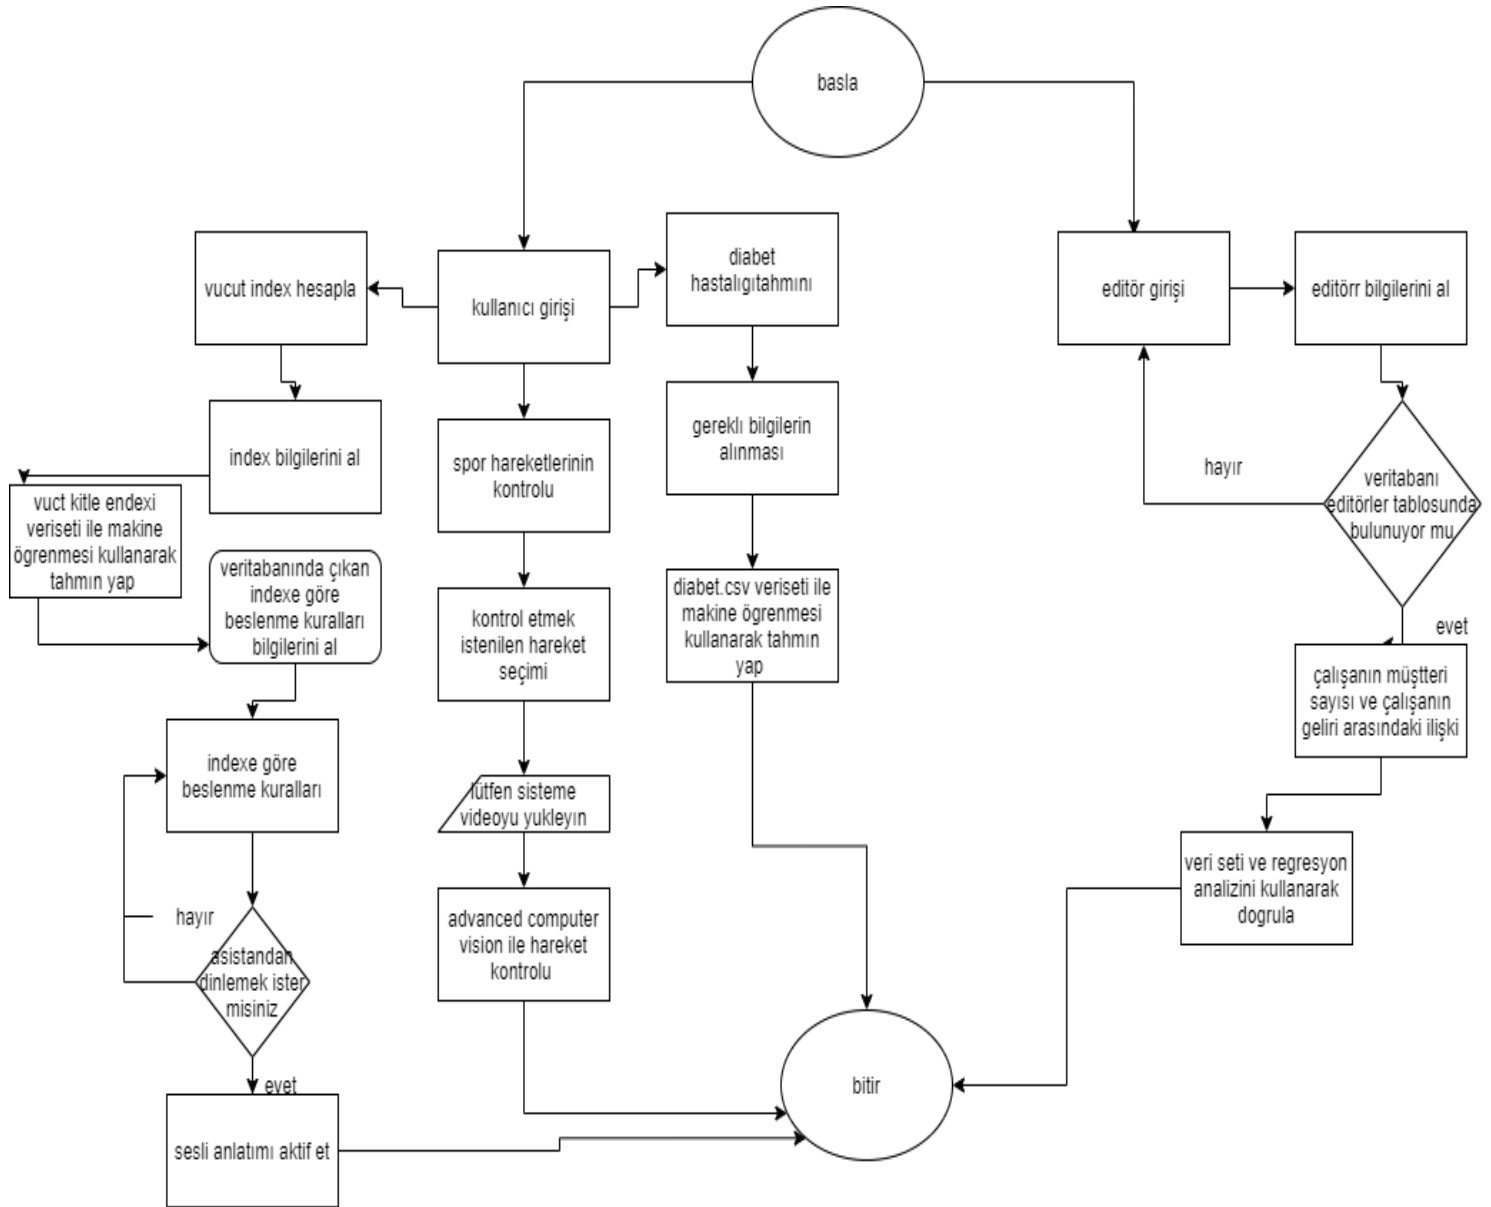 basla
vucut index hesapla
kullanıcı girişi
diabet
hastalıgıtahmını
editör girişi
editörr bilgilerini al
index bilgilerini al
spor hareketlerinin
kontrolu
gereklı bilgilerin
alınması
hayır
veritabanı
editörler tablosunda
bulunuyor mu
vuct kitle endexi
veriseti ile makine
ögrenmesi kullanarak
tahmın yap
veritabanında çıkan
indexe göre
beslenme kuralları
bilgilerini al
kontrol etmek
istenilen hareket
seçimi
diabet.csv veriseti ile
makine ögrenmesi
kullanarak tahmın
yap
evet
çalışanın müştteri
sayısı ve çalışanın
geliri arasındaki ilişki
indexe göre
beslenme kuralları
lütfen sisteme
videoyu yukleyın
veri seti ve regresyon
analizini kullanarak
dogrula
hayır
asistandan
dinlemek ister
misiniz
advanced computer
vision ile hareket
kontrolu
evet
bitir
sesli anlatımı aktif et